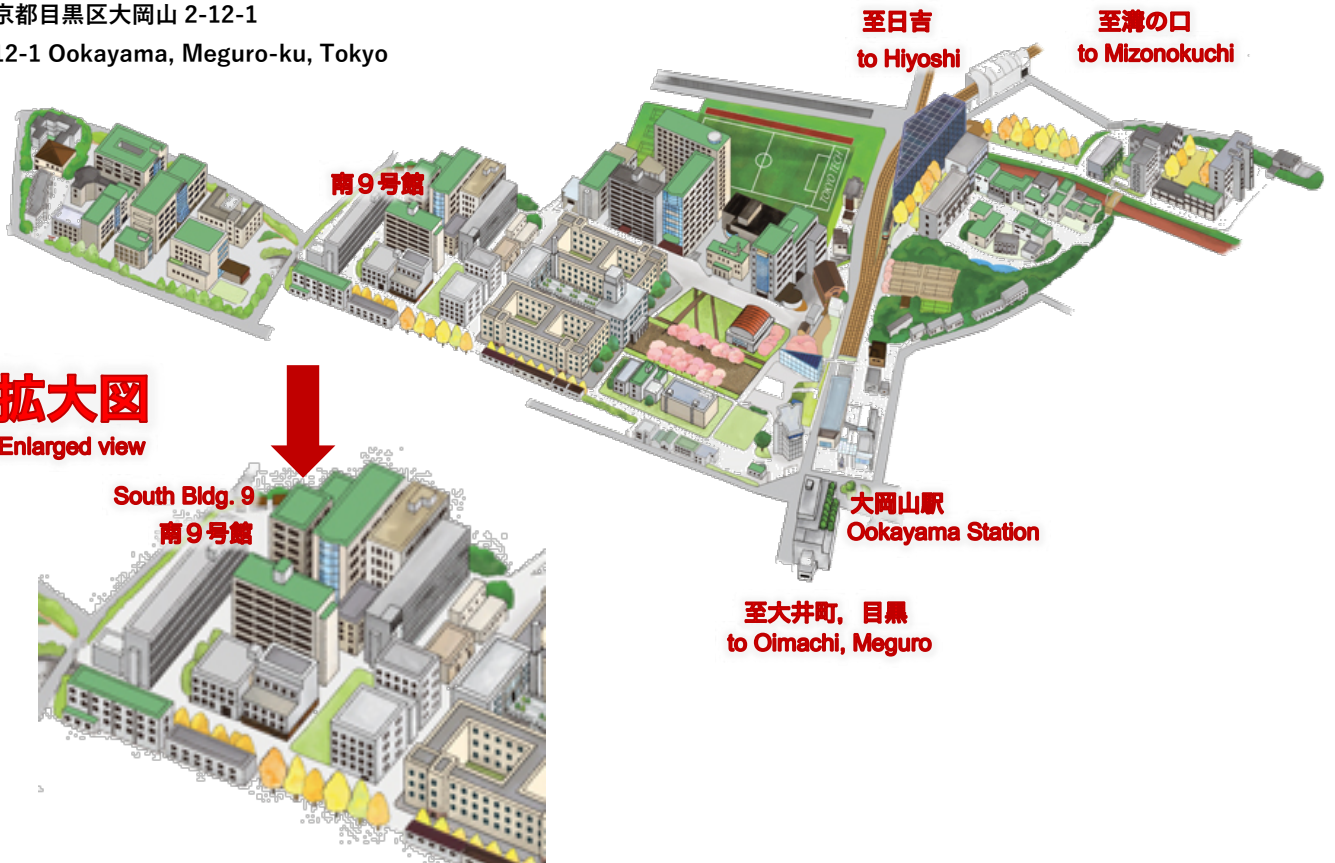 京都目黒区大岡山 2-12-1
12-1 Ookayama, Meguro-ku, Tokyo
至日吉
to Hiyoshi
至溝の口
to Mizonokuchi
南９号館
TOKYO TECH
拡大図
Enlarged view
South Bldg. 9
南９号館
大岡山駅
Ookayama Station
至大井町，目黒
to Oimachi, Meguro